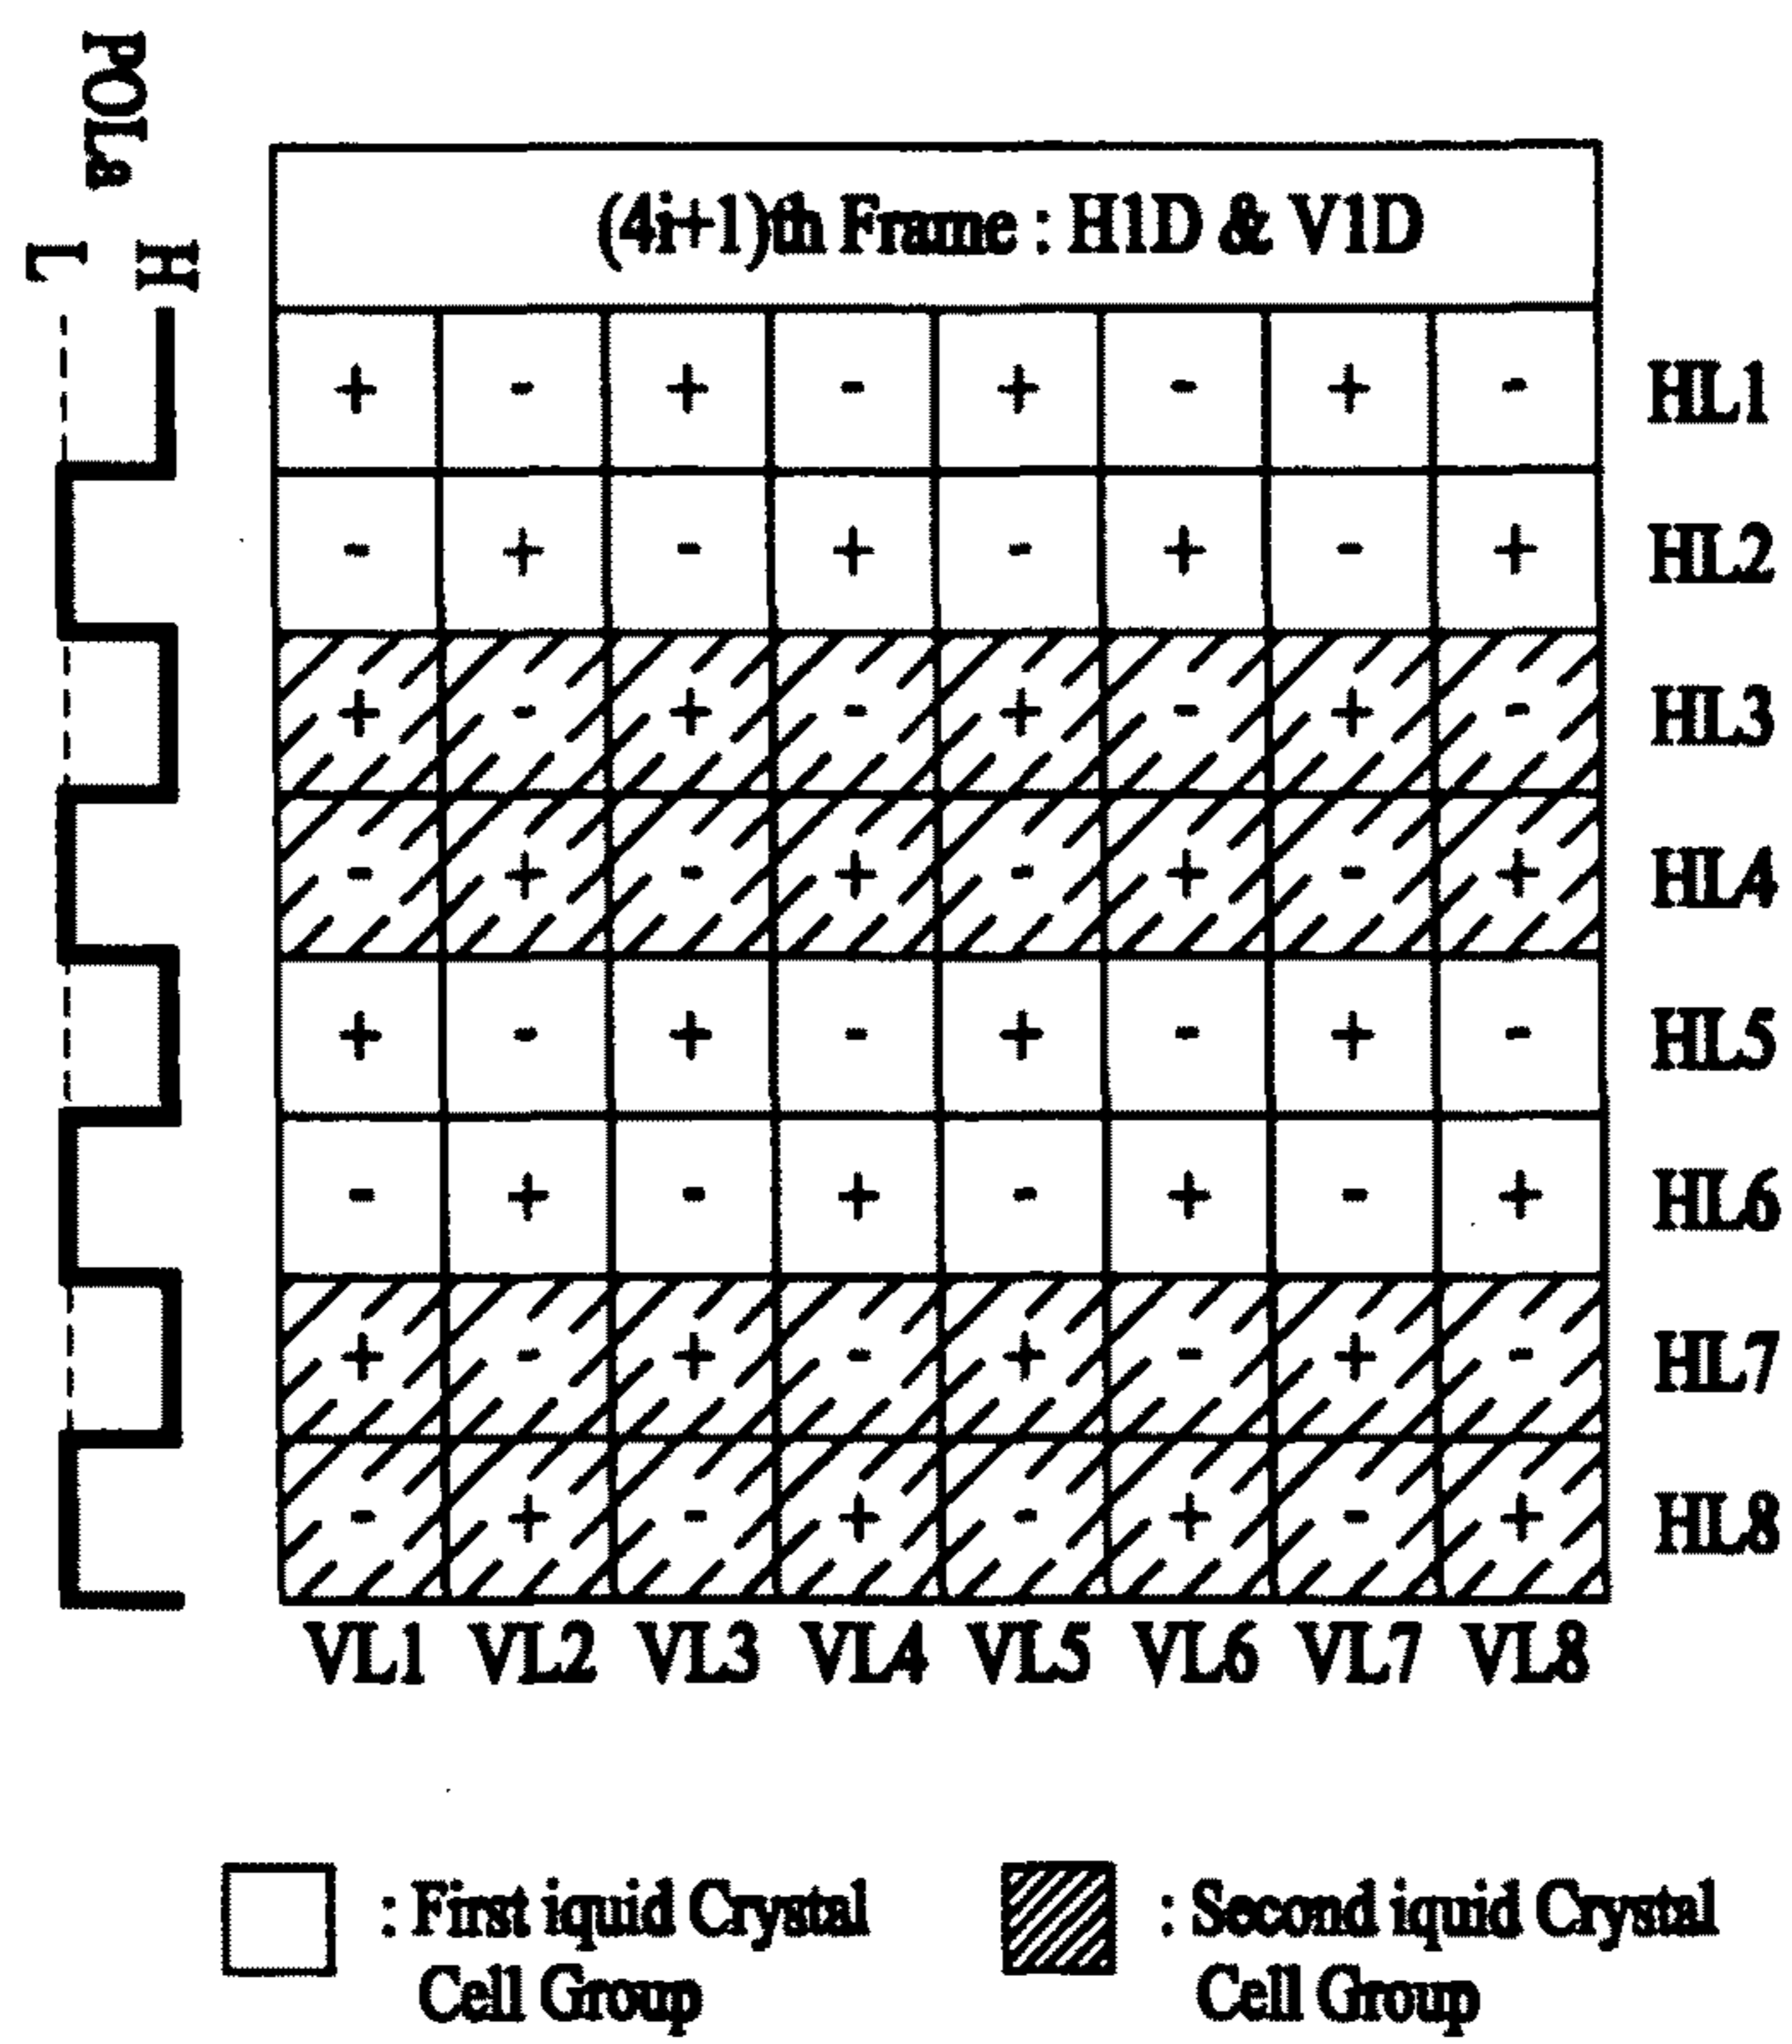 POLa
L H
(4i+1)th Frame : H1D & V1D
+ - + - + - + - HL1
- + - + - + - + HL2
+ - + - + - + - HL3
- + - + - + - + HL4
+ - + - + - + - HL5
- + - + - + - + HL6
+ - + - + - + - HL7
- + - + - + - + HL8
VL1 VL2 VL3 VL4 VL5 VL6 VL7 VL8
: First iquid Crystal
Cell Group
: Second iquid Crystal
Cell Group